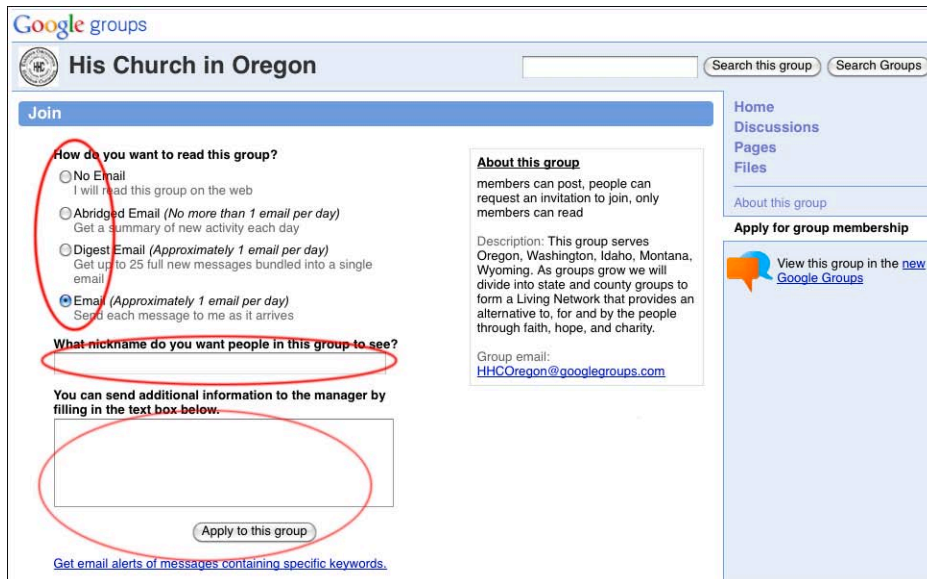 Google groups
HHC
His Church in Oregon
Search this group
Search Groups
Join
How do you want to read this group?
No Email
I will read this group on the web
Abridged Email (No more than 1 email per day)
Get a summary of new activity each day
Digest Email (Approximately 1 email per day)
Get up to 25 full new messages bundled into a single
email
Email (Approximately 1 email per day)
Send each message to me as it arrives
What nickname do you want people in this group to see?
You can send additional information to the manager by
filling in the text box below.
Apply to this group
Get email alerts of messages containing specific keywords.
About this group
members can post, people can
request an invitation to join, only
members can read
Description: This group serves
Oregon, Washington, Idaho, Montana,
Wyoming. As groups grow we will
divide into state and county groups to
form a Living Network that provides an
alternative to, for and by the people
through faith, hope, and charity.
Group email:
HHCOregon@googlegroups.com
Home
Discussions
Pages
Files
About this group
Apply for group membership
View this group in the new
Google Groups